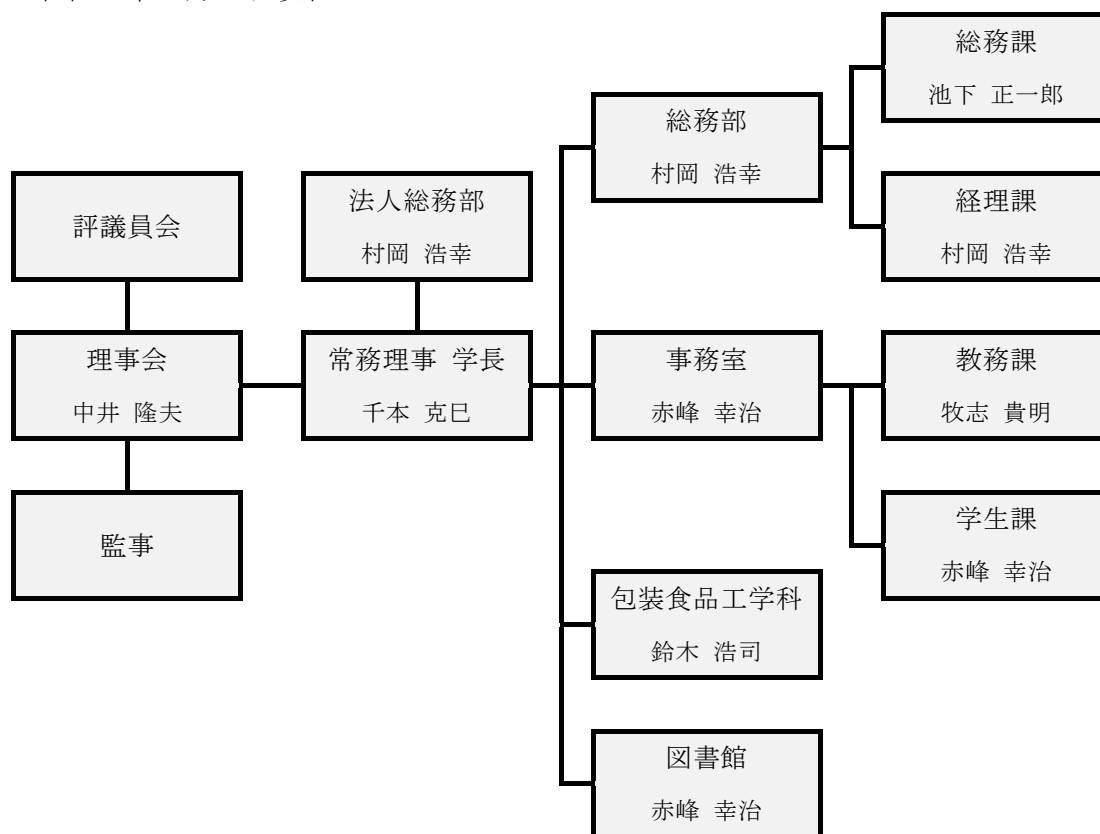 総務課
池下 正一郎
総務部
村岡 浩幸
評議員会
法人総務部
村岡 浩幸
経理課
村岡 浩幸
理事会
中井 隆夫
常務理事 学長
千本 克巳
事務室
赤峰 幸治
教務課
牧志 貴明
監事
学生課
赤峰 幸治
包装食品工学科
鈴木 浩司
図書館
赤峰 幸治